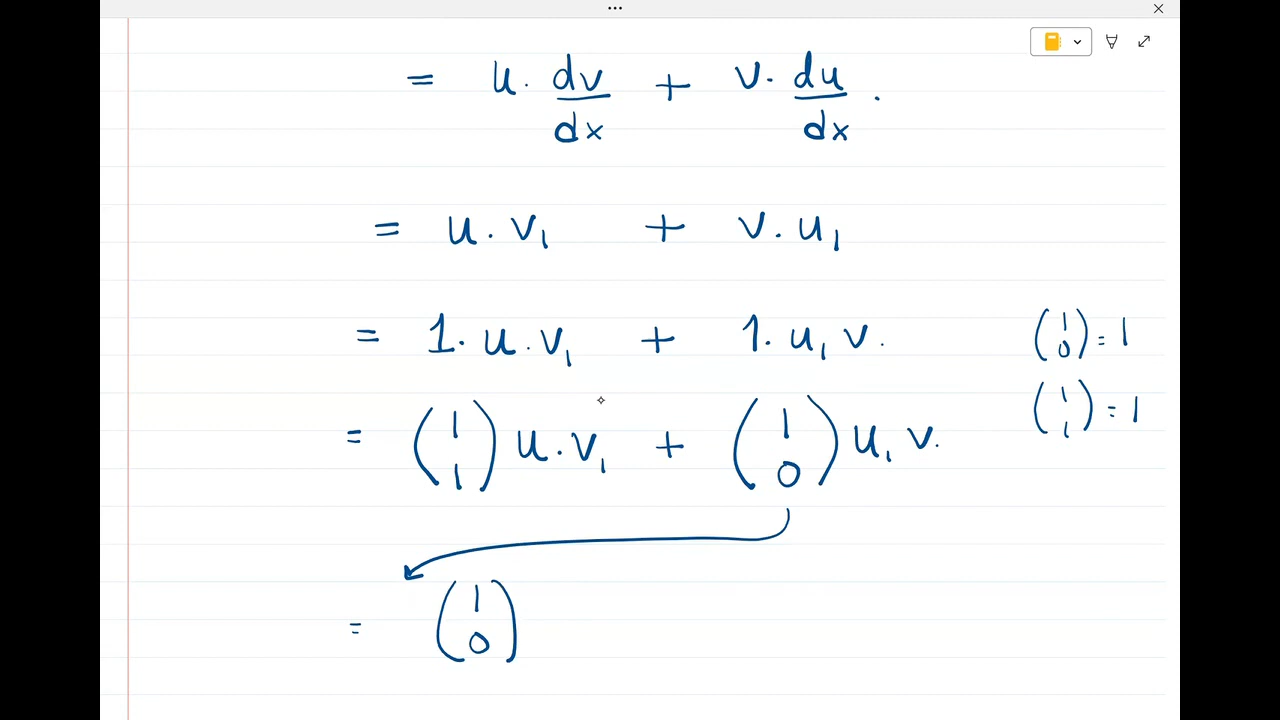 = u. dv/dx + v. du/dx .
= u. v₁ + v. u₁
= 1. u. v₁ + 1. u₁ v. (1 0) = 1
= (1 1) u. v₁ + (1 0) u₁ v. (1 1) = 1
= (1 0)